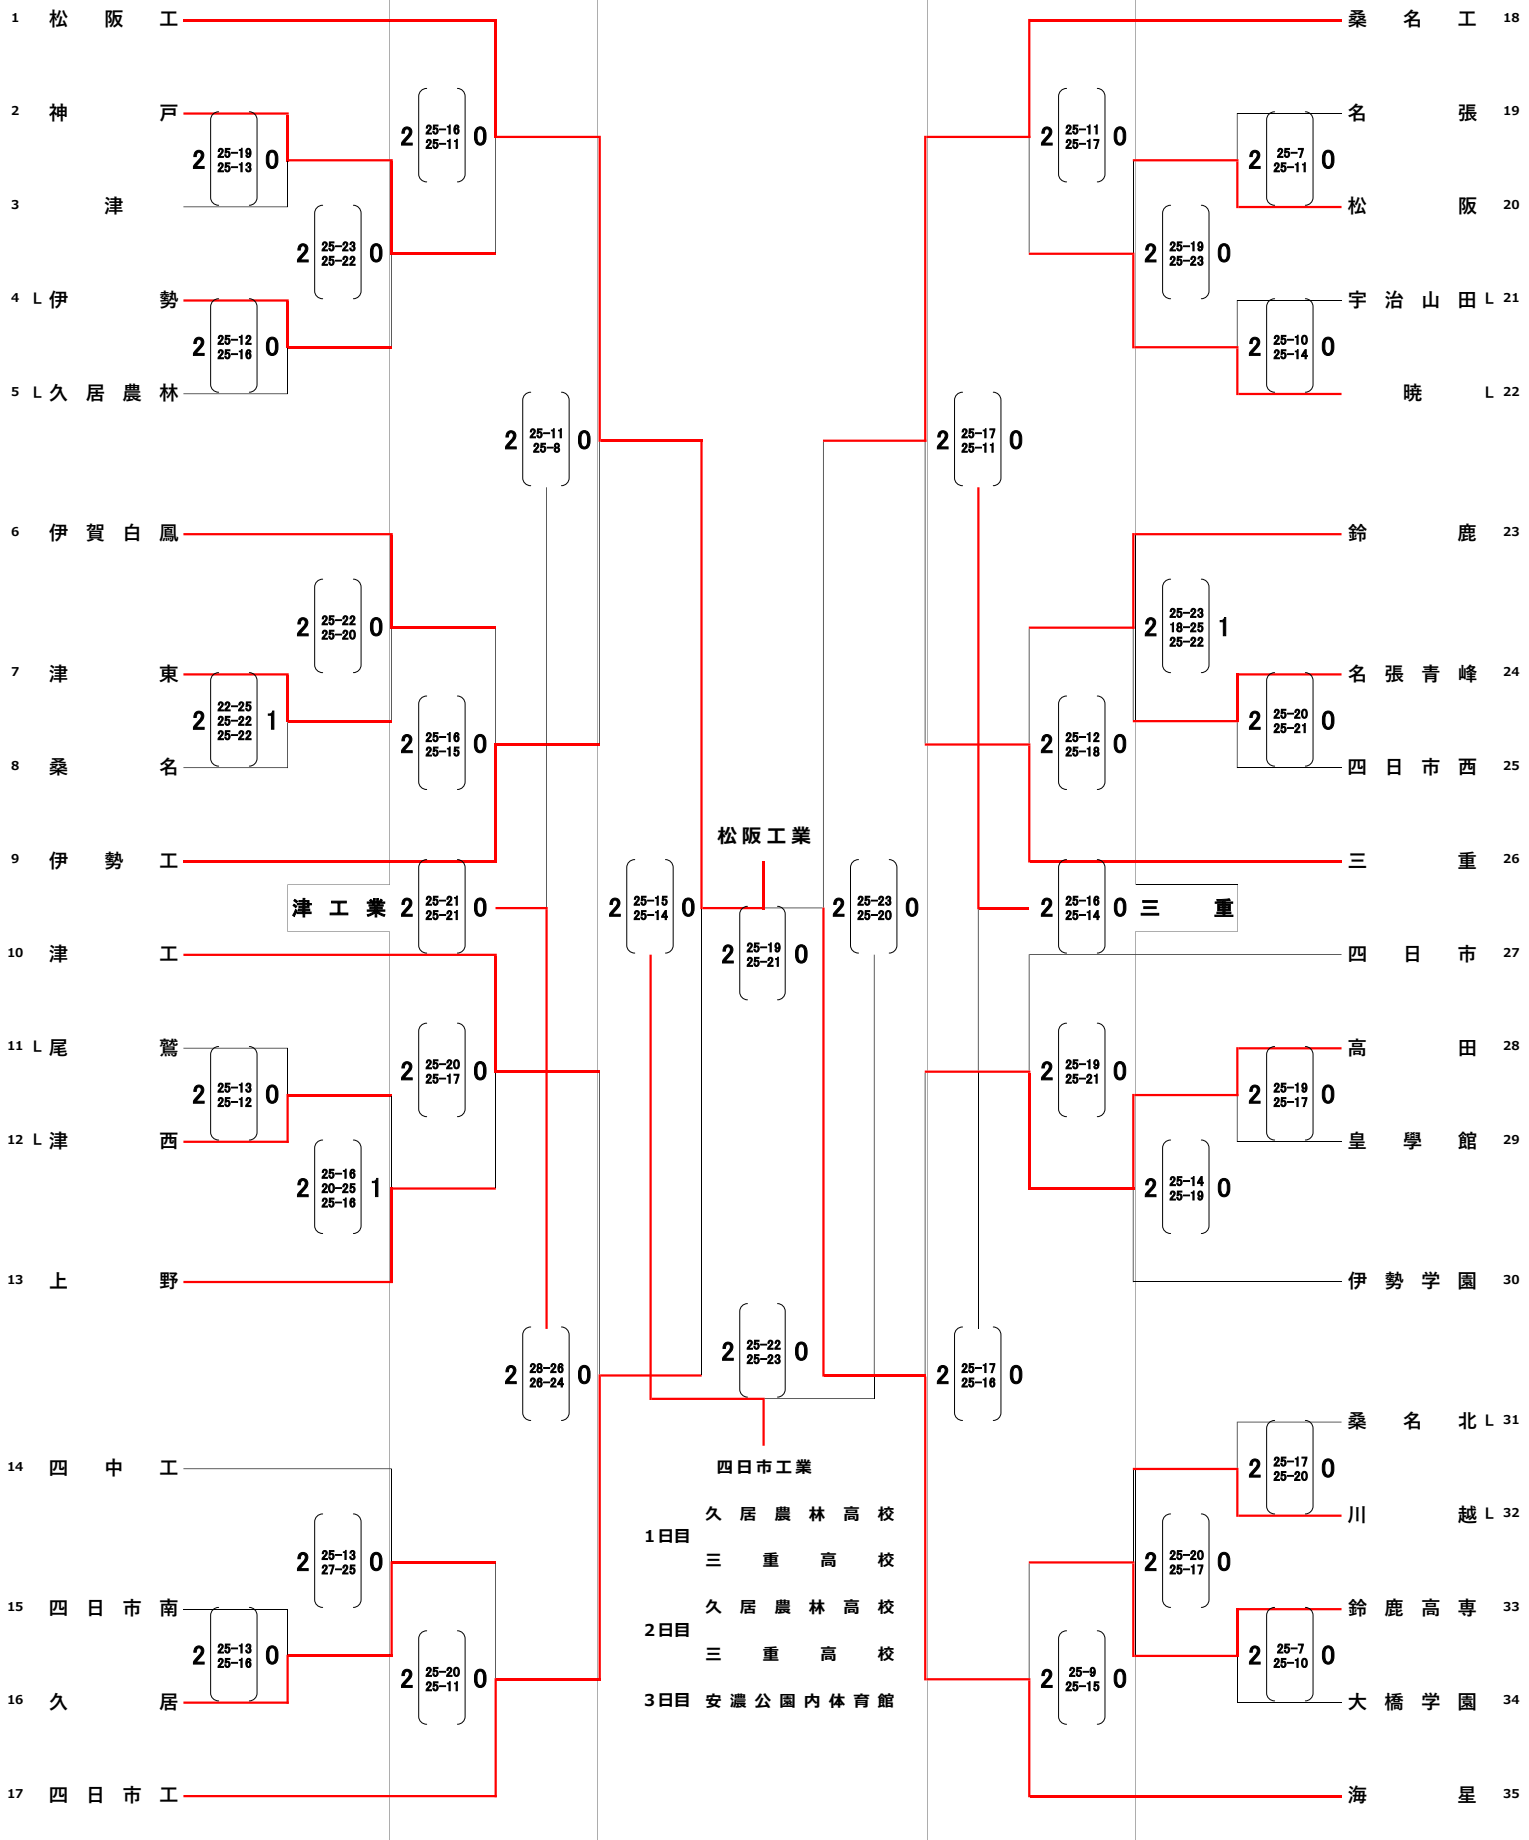 1 松阪工
2 神戸
3 津
4 L 伊勢
5 L 久居農林
6 伊賀白鳳
7 津東
8 桑名
9 伊勢工
10 津工
11 L 尾鷲
12 L 津西
13 上野
14 四中工
15 四日市南
16 久居
17 四日市工
2 25-19 0
25-13
2 25-12 0
25-16
2 22-25 1
25-22
25-22
2 25-13 0
25-12
2 25-13 0
25-16
2 25-23 0
25-22
2 25-22 0
25-20
2 25-16 1
20-25
25-16
2 25-13 0
27-25
2 25-16 0
25-11
2 25-16 0
25-15
津工業 2 25-21 0
25-21
2 25-20 0
25-17
2 25-20 0
25-11
2 25-11 0
25-8
2 28-26 0
26-24
2 25-15 0
25-14
松阪工業
2 25-19 0
25-21
2 25-23 0
25-20
2 25-22 0
25-23
四日市工業
1日目 久居農林高校
三重高校
2日目 久居農林高校
三重高校
3日目 安濃公園内体育館
2 25-17 0
25-11
2 25-17 0
25-16
2 25-11 0
25-17
2 25-12 0
25-18
2 25-16 0 三重
25-14
2 25-19 0
25-21
2 25-9 0
25-15
2 25-19 0
25-23
2 25-23 1
18-25
25-22
2 25-14 0
25-19
2 25-20 0
25-17
2 25-7 0
25-11
2 25-10 0
25-14
2 25-20 0
25-21
2 25-19 0
25-17
2 25-17 0
25-20
2 25-7 0
25-10
桑名工 18
名張 19
松阪 20
宇治山田 L 21
暁 L 22
鈴鹿 23
名張青峰 24
四日市西 25
三重 26
四日市 27
高田 28
皇學館 29
伊勢学園 30
桑名北 L 31
川越 L 32
鈴鹿高専 33
大橋学園 34
海星 35